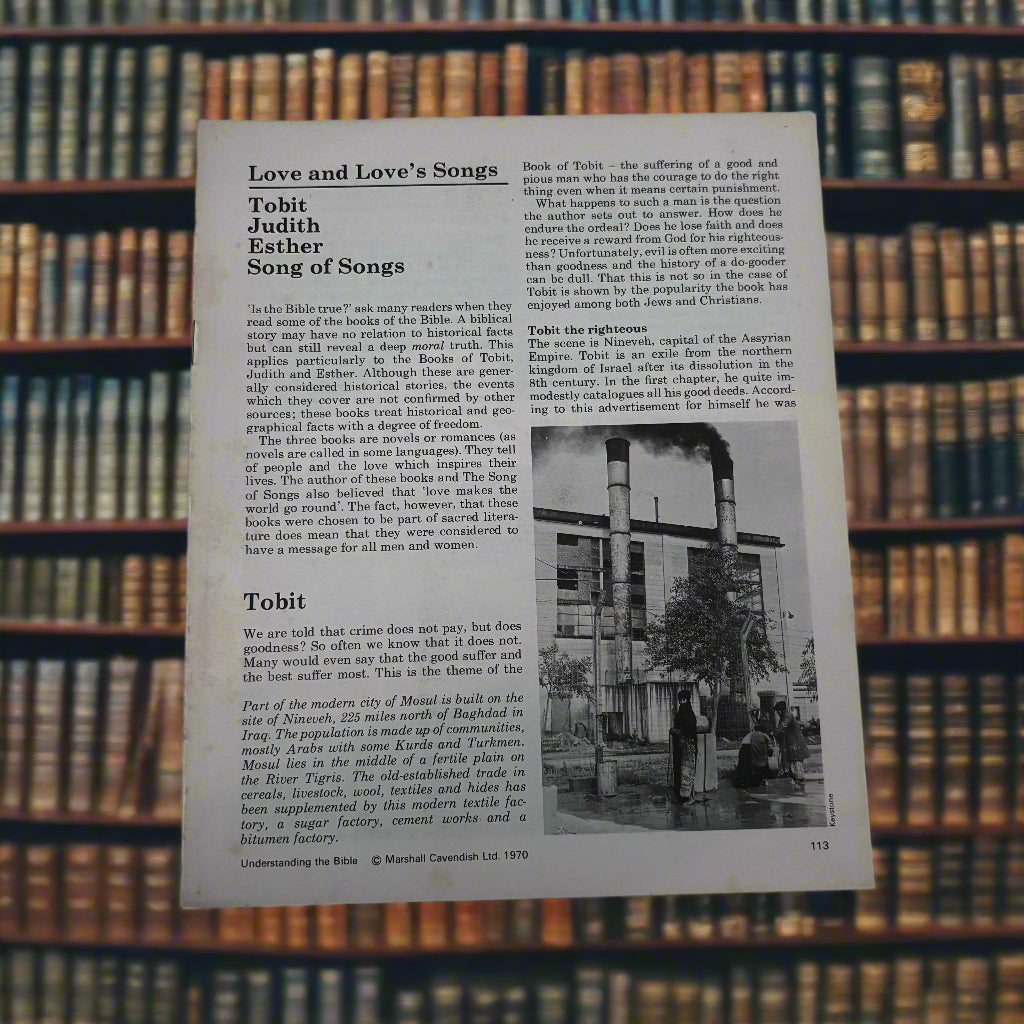 Love and Love's Songs
Tobit
Judith
Esther
Song of Songs
'Is the Bible true?' ask many readers when they
read some of the books of the Bible. A biblical
story may have no relation to historical facts
but can still reveal a deep moral truth. This
applies particularly to the Books of Tobit,
Judith and Esther. Although these are gener-
ally considered historical stories, the events
which they cover are not confirmed by other
sources; these books treat historical and geo-
graphical facts with a degree of freedom.
The three books are novels or romances (as
novels are called in some languages). They tell
of people and the love which inspires their
lives. The author of these books and The Song
of Songs also believed that 'love makes the
world go round'. The fact, however, that these
books were chosen to be part of sacred litera-
ture does mean that they were considered to
have a message for all men and women.
Tobit
We are told that crime does not pay, but does
goodness? So often we know that it does not.
Many would even say that the good suffer and
the best suffer most. This is the theme of the
Part of the modern city of Mosul is built on the
site of Nineveh, 225 miles north of Baghdad in
Iraq. The population is made up of communities,
mostly Arabs with some Kurds and Turkmen.
Mosul lies in the middle of a fertile plain on
the River Tigris. The old-established trade in
cereals, livestock, wool, textiles and hides has
been supplemented by this modern textile fac-
tory, a sugar factory, cement works and a
bitumen factory.
Book of Tobit – the suffering of a good and
pious man who has the courage to do the right
thing even when it means certain punishment.
What happens to such a man is the question
the author sets out to answer. How does he
endure the ordeal? Does he lose faith and does
he receive a reward from God for his righteous-
ness? Unfortunately, evil is often more exciting
than goodness and the history of a do-gooder
can be dull. That this is not so in the case of
Tobit is shown by the popularity the book has
enjoyed among both Jews and Christians.
Tobit the righteous
The scene is Nineveh, capital of the Assyrian
Empire. Tobit is an exile from the northern
kingdom of Israel after its dissolution in the
8th century. In the first chapter, he quite im-
modestly catalogues all his good deeds. Accord-
ing to this advertisement for himself he was
Keystone
Understanding the Bible © Marshall Cavendish Ltd. 1970
113